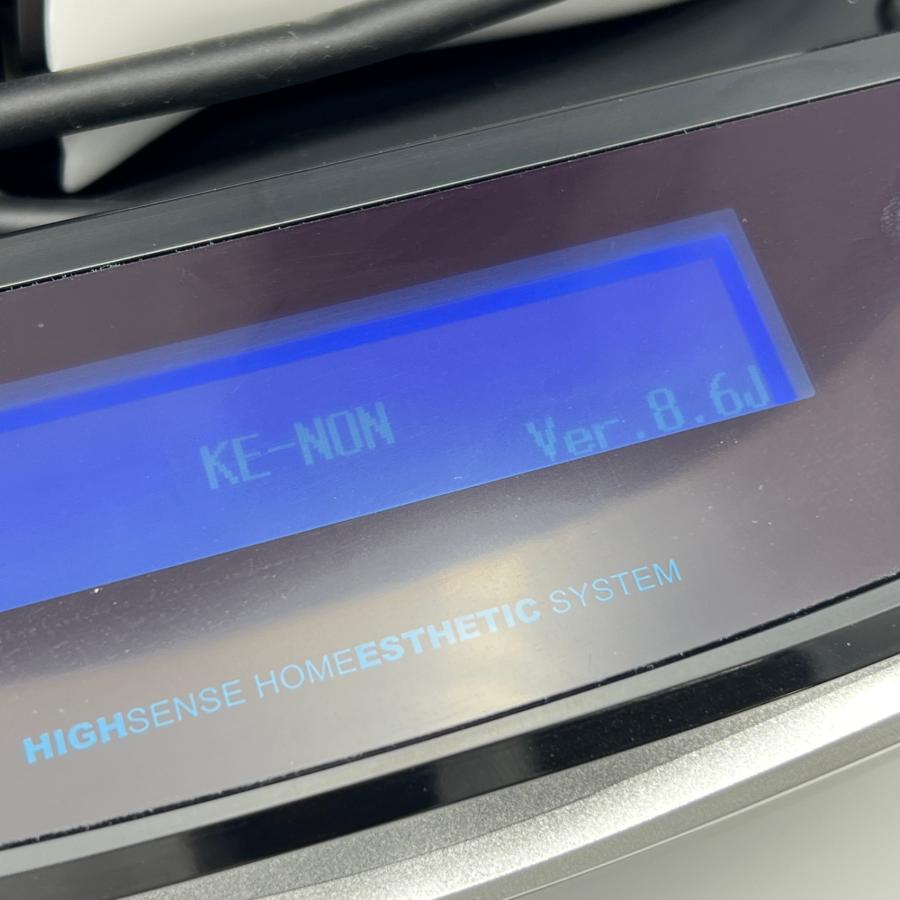 KE-NON Ver.8.6J
HIGHSENSE HOMEESTHETIC SYSTEM